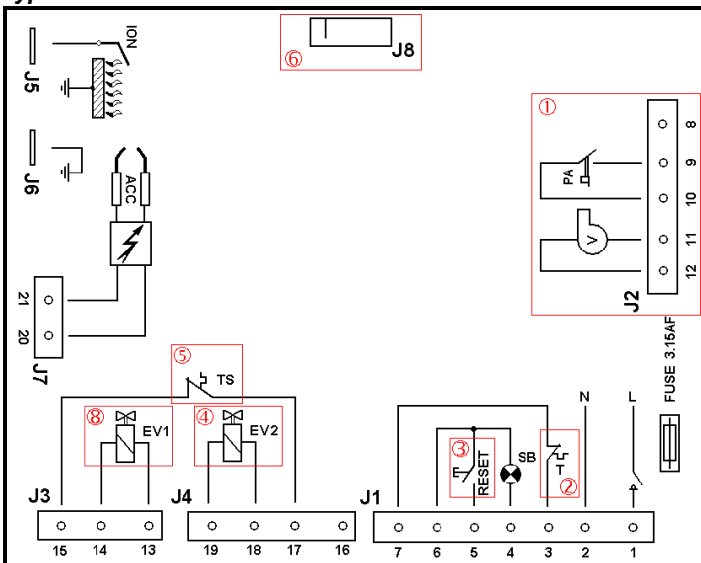 J5
ION
⑥
J8
①
J6
ACC
PA
V
8
9
10
11
12
J2
21
20
J7
⑤
TS
FUSE 3.15AF
N
L
⑧
EV1
④
EV2
③
RESET
SB
T
②
J3
J4
J1
15
14
13
19
18
17
16
7
6
5
4
3
2
1